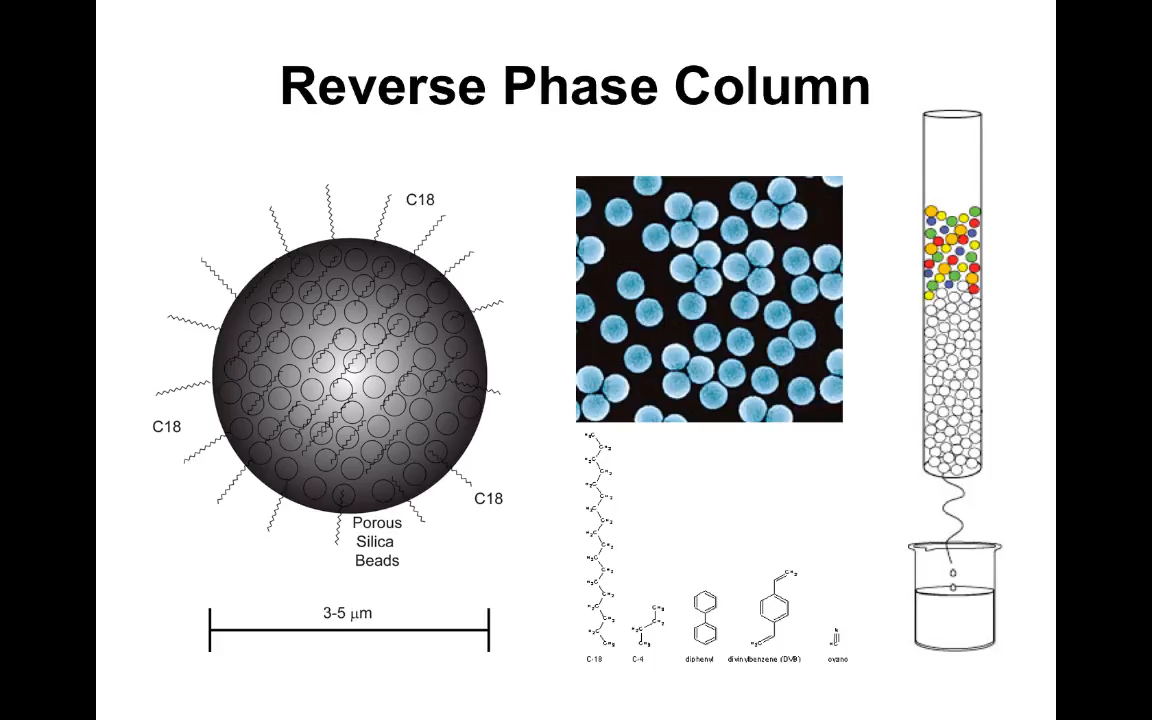 Reverse Phase Column
C18
C18
C18
Porous
Silica
Beads
3-5 μm
C-18
C-4
diphenyl
divinylbenzene (DVB)
cyano